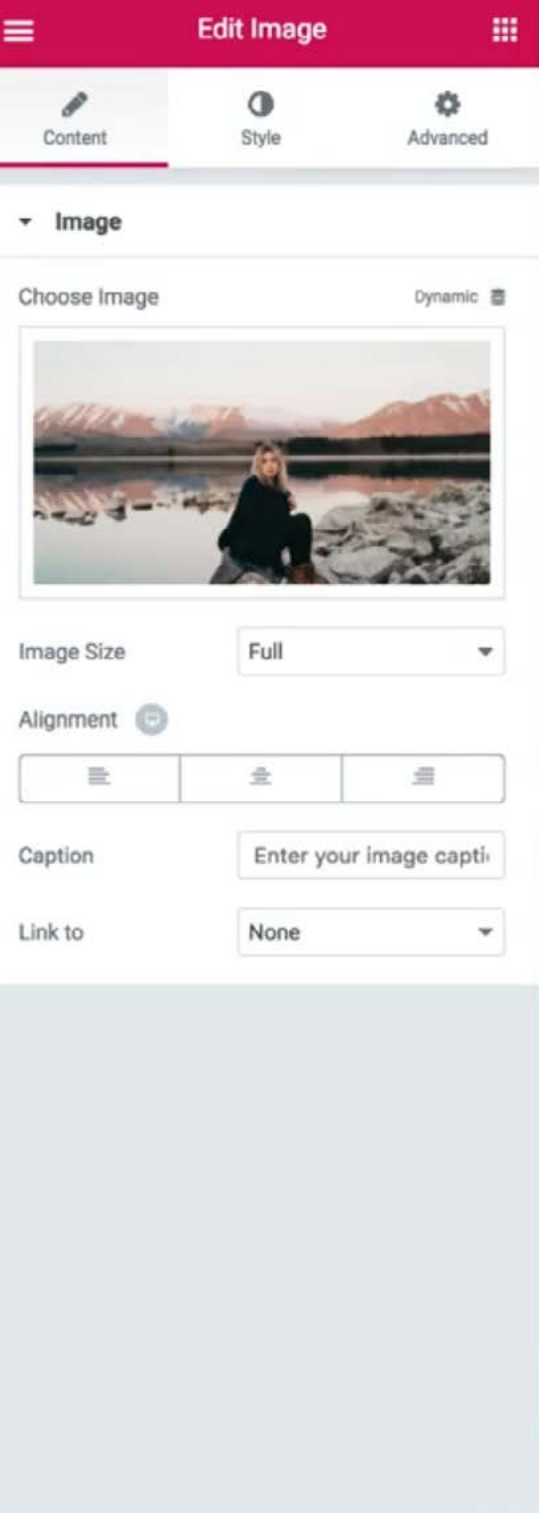 Edit Image
Content Style Advanced
Image
Choose Image Dynamic
Image Size Full
Alignment
Caption Enter your image capti
Link to None